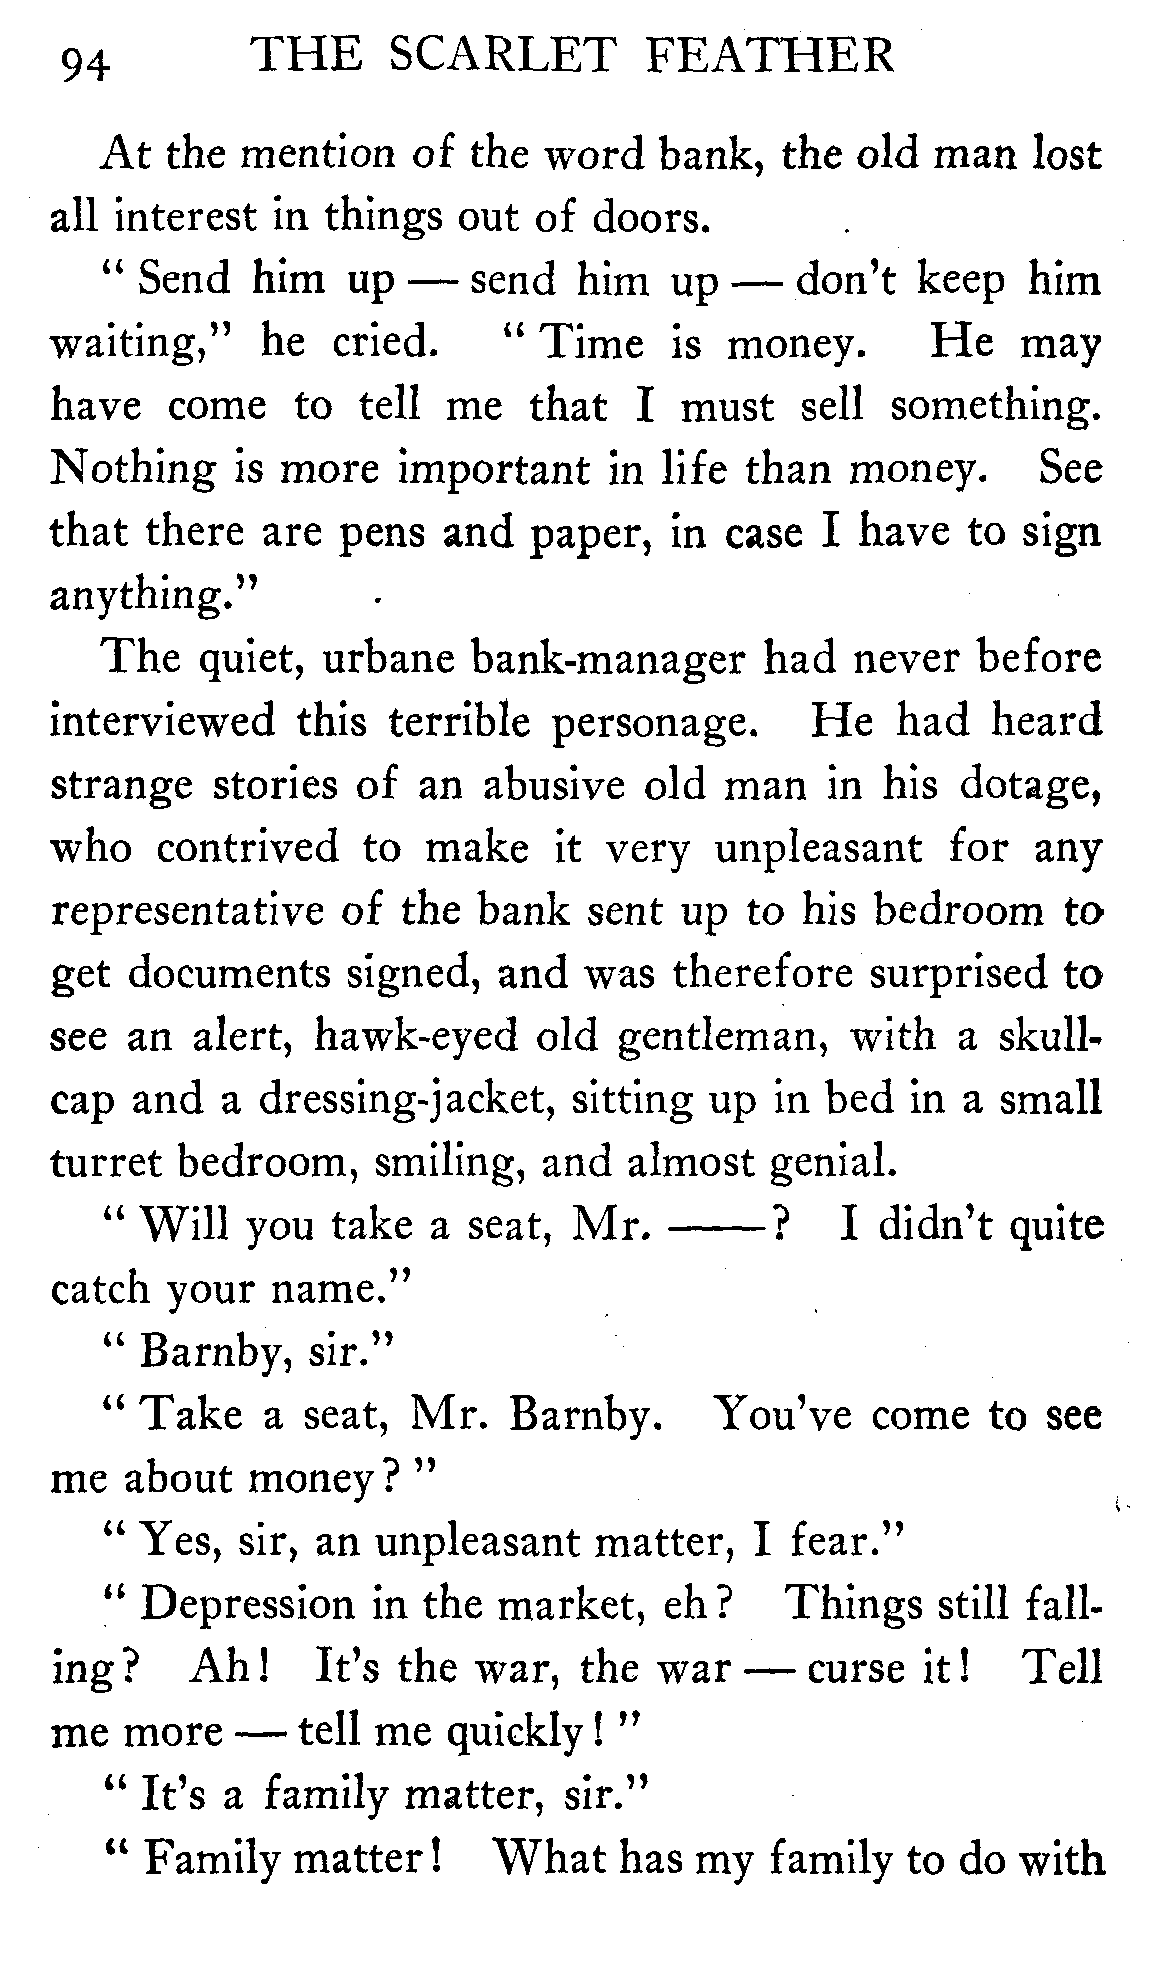 94 THE SCARLET FEATHER
At the mention of the word bank, the old man lost
all interest in things out of doors.
“ Send him up — send him up — don't keep him
waiting,” he cried. “ Time is money. He may
have come to tell me that I must sell something.
Nothing is more important in life than money. See
that there are pens and paper, in case I have to sign
anything.”
The quiet, urbane bank-manager had never before
interviewed this terrible personage. He had heard
strange stories of an abusive old man in his dotage,
who contrived to make it very unpleasant for any
representative of the bank sent up to his bedroom to
get documents signed, and was therefore surprised to
see an alert, hawk-eyed old gentleman, with a skull-
cap and a dressing-jacket, sitting up in bed in a small
turret bedroom, smiling, and almost genial.
“ Will you take a seat, Mr. ——? I didn't quite
catch your name.”
“ Barnby, sir.”
“ Take a seat, Mr. Barnby. You've come to see
me about money? ”
“ Yes, sir, an unpleasant matter, I fear.”
“ Depression in the market, eh? Things still fall-
ing? Ah! It's the war, the war — curse it! Tell
me more — tell me quickly! ”
“ It's a family matter, sir.”
“ Family matter! What has my family to do with